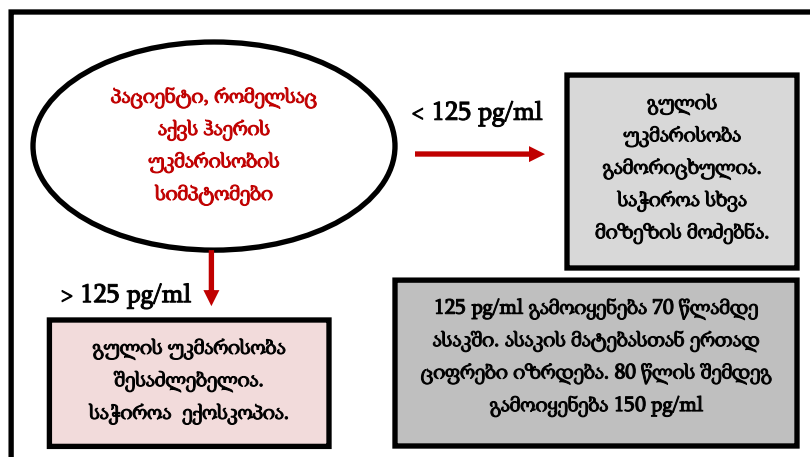 პაციენტი, რომელსაც
აქვს ჰაერის
უკმარისობის
სიმპტომები
< 125 pg/ml
გულის
უკმარისობა
გამორიცხულია.
საჭიროა სხვა
მიზეზის მოძებნა.
> 125 pg/ml
გულის უკმარისობა
შესაძლებელია.
საჭიროა ექოსკოპია.
125 pg/ml გამოიყენება 70 წლამდე
ასაკში. ასაკის მატებასთან ერთად
ციფრები იზრდება. 80 წლის შემდეგ
გამოიყენება 150 pg/ml